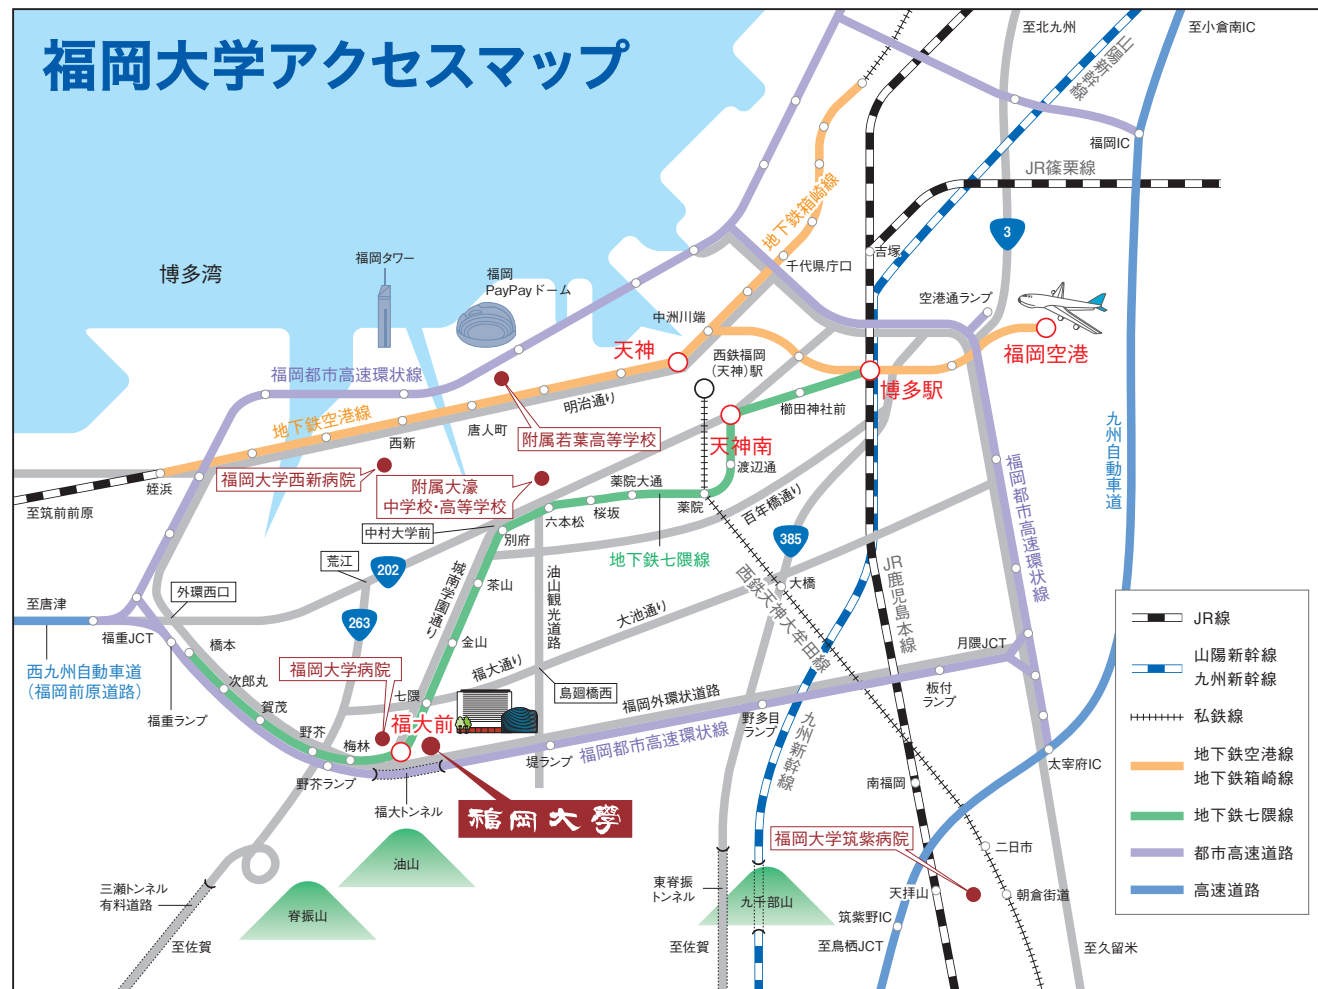 福岡大学アクセスマップ
至北九州
至小倉南IC
山陽新幹線
福岡IC
JR篠栗線
地下鉄箱崎線
3
吉塚
千代県庁口
博多湾
福岡タワー
福岡
PayPayドーム
空港通ランプ
中洲川端
天神
西鉄福岡
(天神)駅
福岡空港
福岡都市高速環状線
博多駅
櫛田神社前
明治通り
地下鉄空港線
唐人町
西新
附属若葉高等学校
天神南
九州自動車道
渡辺通
福岡大学西新病院
附属大濠
中学校・高等学校
姪浜
薬院大通
薬院
福岡都市高速環状線
至筑前前原
桜坂
六本松
百年橋通り
中村大学前
別府
385
荒江
202
地下鉄七隈線
JR鹿児島本線
城南学園通り
茶山
油山観光道路
西鉄天神大牟田線
大橋
外環西口
至唐津
263
大池通り
JR線
福重JCT
橋本
金山
月隈JCT
山陽新幹線
九州新幹線
西九州自動車道
(福岡前原道路)
福岡大学病院
福大通り
次郎丸
島廻橋西
板付
ランプ
七隈
福岡外環状道路
賀茂
私鉄線
福重ランプ
福大前
野多目
ランプ
九州新幹線
野芥
梅林
福岡都市高速環状線
地下鉄空港線
地下鉄箱崎線
堤ランプ
太宰府IC
野芥ランプ
南福岡
福大トンネル
福岡大學
地下鉄七隈線
福岡大学筑紫病院
二日市
都市高速道路
油山
三瀬トンネル
有料道路
東脊振
トンネル
九千部山
天拝山
朝倉街道
高速道路
脊振山
筑紫野IC
至佐賀
至佐賀
至鳥栖JCT
至久留米